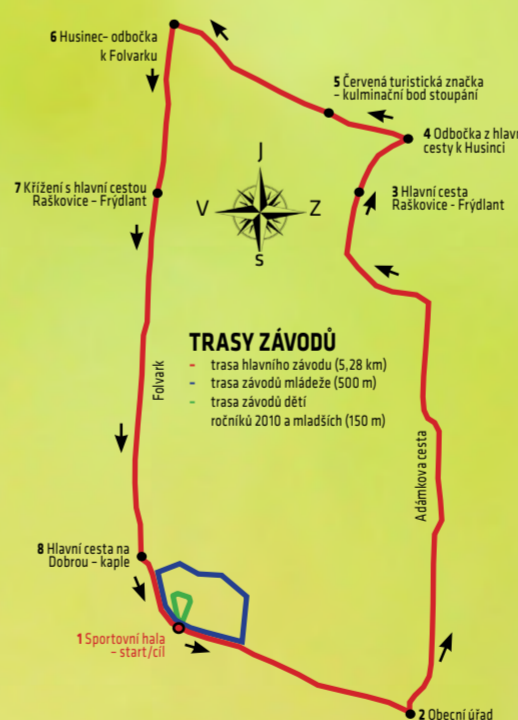 6 Husinec- odbočka
k Folvarku
5 Červená turistická značka
- kulminační bod stoupání
4 Odbočka z hlavní
cesty k Husinci
J
V
Z
S
7 Křížení s hlavní cestou
Raškovice - Frýdlant
3 Hlavní cesta
Raškovice - Frýdlant
TRASY ZÁVODŮ
- trasa hlavního závodu (5,28 km)
- trasa závodů mládeže (500 m)
- trasa závodů dětí
ročníků 2010 a mladších (150 m)
Folvark
Adámkova cesta
8 Hlavní cesta na
Dobrou - kaple
1 Sportovní hala
- start/cíl
2 Obecní úřad